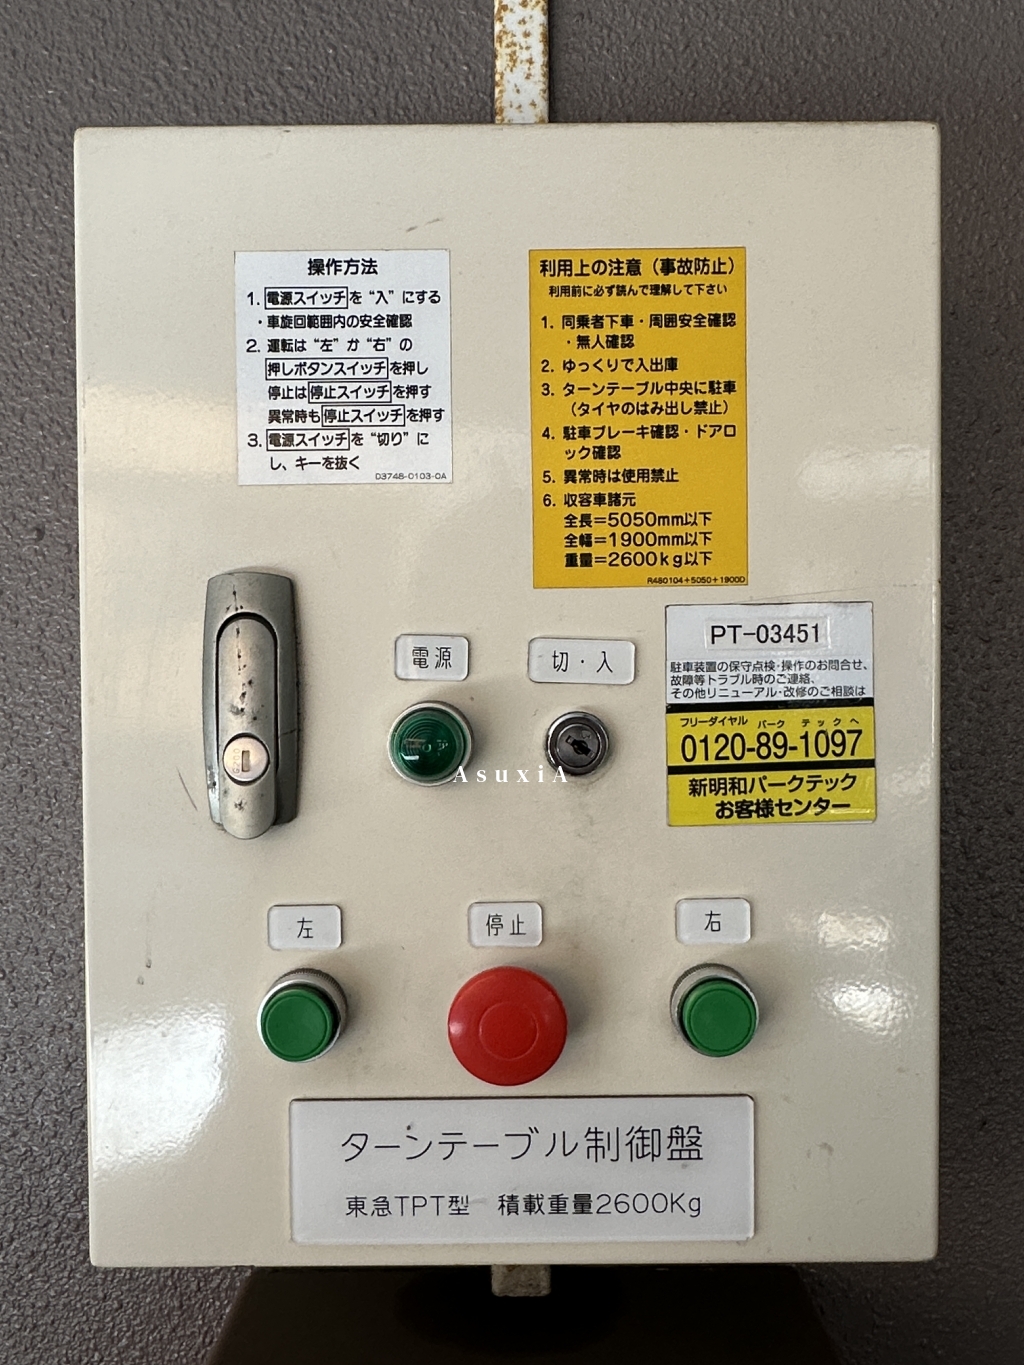 操作方法
1. 電源スイッチを“入”にする
・車旋回範囲内の安全確認
2. 運転は“左”か“右”の
押しボタンスイッチを押し
停止は停止スイッチを押す
異常時も停止スイッチを押す
3. 電源スイッチを“切り”に
し、キーを抜く
D3748-0103-0A
利用上の注意（事故防止）
利用前に必ず読んで理解して下さい
1. 同乗者下車・周囲安全確認
・無人確認
2. ゆっくりで入出庫
3. ターンテーブル中央に駐車
（タイヤのはみ出し禁止）
4. 駐車ブレーキ確認・ドアロ
ック確認
5. 異常時は使用禁止
6. 収容車諸元
全長=5050mm以下
全幅=1900mm以下
重量=2600kg以下
R480104+5050+1900D
電源
切・入
PT-03451
駐車装置の保守点検・操作のお問合せ、
故障等トラブル時のご連絡、
その他リニューアル・改修のご相談は
フリーダイヤル パーク テックへ
0120-89-1097
新明和パークテック
お客様センター
AsuxiA
左
停止
右
ターンテーブル制御盤
東急TPT型 積載重量2600Kg